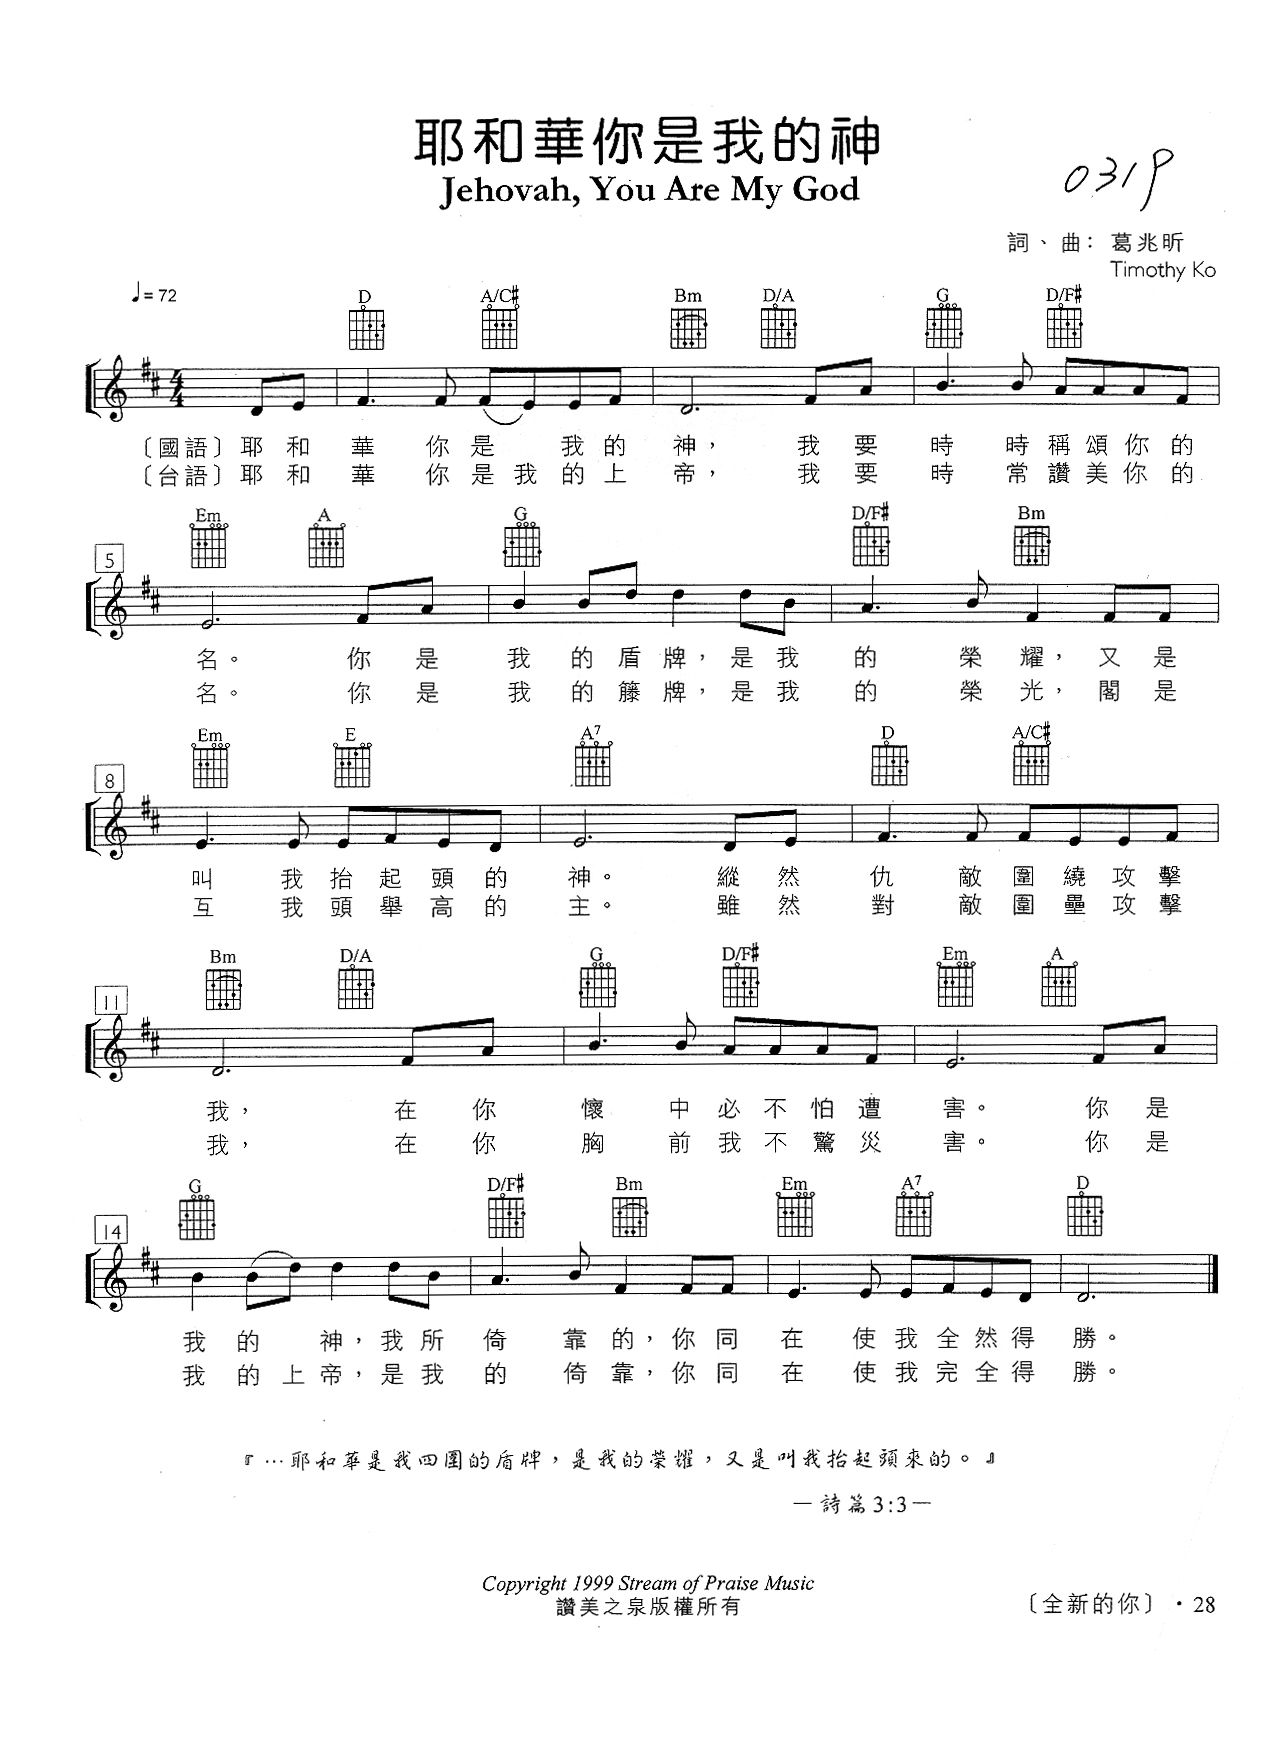 耶和華你是我的神
Jehovah, You Are My God
0319
詞、曲：葛兆昕
Timothy Ko
♩= 72
D A/C# Bm D/A G D/F#
〔國語〕耶和華你是我的神，我要時時稱頌你的
〔台語〕耶和華你是我的上帝，我要時常讚美你的
Em A G D/F# Bm
5
名。你是我的盾牌，是我的榮耀，又是
名。你是我的籐牌，是我的榮光，閣是
Em E A7 D A/C#
8
叫我抬起頭的神。縱然仇敵圍繞攻擊
互我頭舉高的主。雖然對敵圍壘攻擊
Bm D/A G D/F# Em A
11
我，在你懷中必不怕遭害。你是
我，在你胸前我不驚災害。你是
G D/F# Bm Em A7 D
14
我的神，我所倚靠的，你同在使我全然得勝。
我的上帝，是我的倚靠，你同在使我完全得勝。
『…耶和華是我四圍的盾牌，是我的榮耀，又是叫我抬起頭來的。』
—詩篇3:3—
Copyright 1999 Stream of Praise Music
讚美之泉版權所有
〔全新的你〕・28